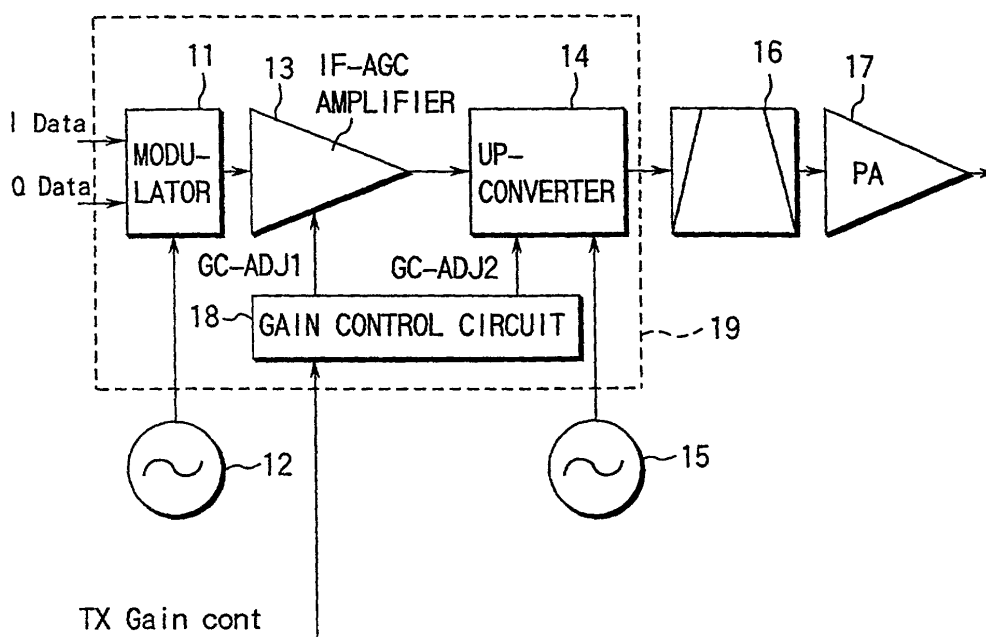 11
13
IF-AGC
AMPLIFIER
14
16
17
I Data
Q Data
MODU-
LATOR
UP-
CONVERTER
PA
GC-ADJ1
GC-ADJ2
18
GAIN CONTROL CIRCUIT
19
12
15
TX Gain cont